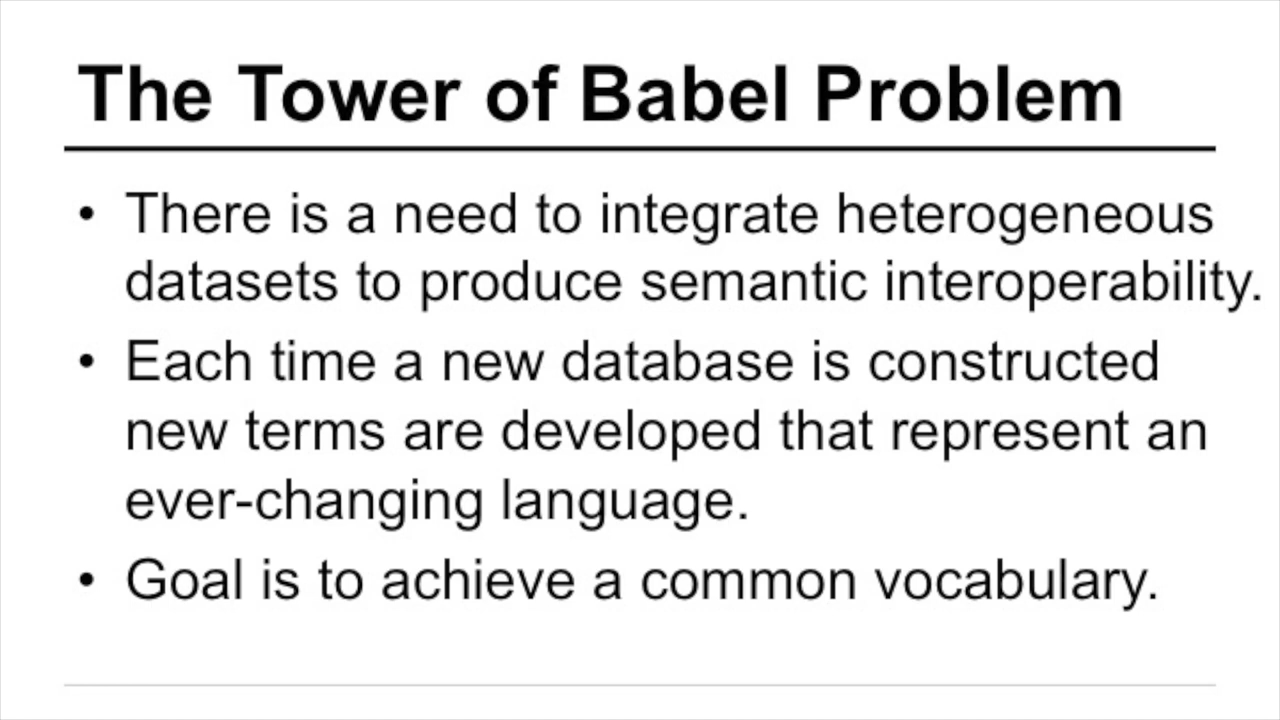 The Tower of Babel Problem
• There is a need to integrate heterogeneous
datasets to produce semantic interoperability.
• Each time a new database is constructed
new terms are developed that represent an
ever-changing language.
• Goal is to achieve a common vocabulary.